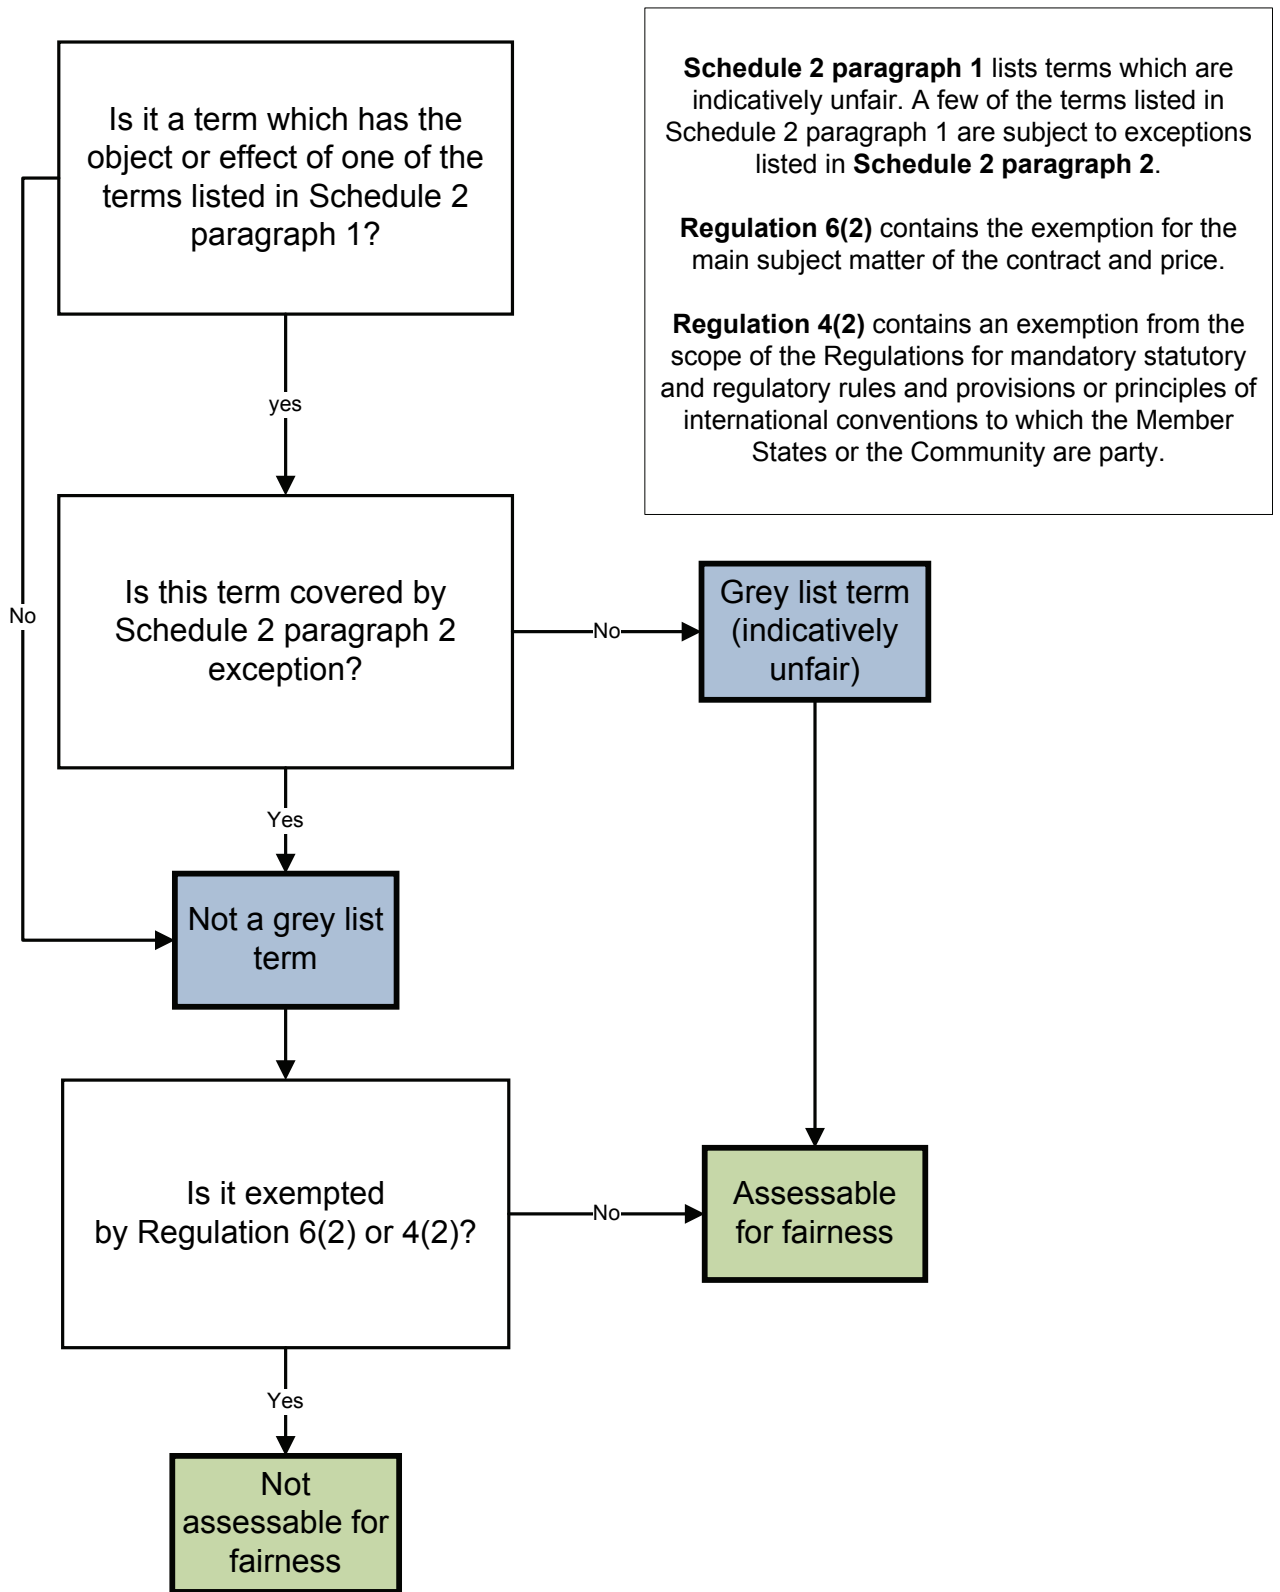 Is it a term which has the
object or effect of one of the
terms listed in Schedule 2
paragraph 1?
Schedule 2 paragraph 1 lists terms which are
indicatively unfair. A few of the terms listed in
Schedule 2 paragraph 1 are subject to exceptions
listed in Schedule 2 paragraph 2.
Regulation 6(2) contains the exemption for the
main subject matter of the contract and price.
Regulation 4(2) contains an exemption from the
scope of the Regulations for mandatory statutory
and regulatory rules and provisions or principles of
international conventions to which the Member
States or the Community are party.
yes
No
Is this term covered by
Schedule 2 paragraph 2
exception?
No
Grey list term
(indicatively
unfair)
Yes
Not a grey list
term
Is it exempted
by Regulation 6(2) or 4(2)?
No
Assessable
for fairness
Yes
Not
assessable for
fairness